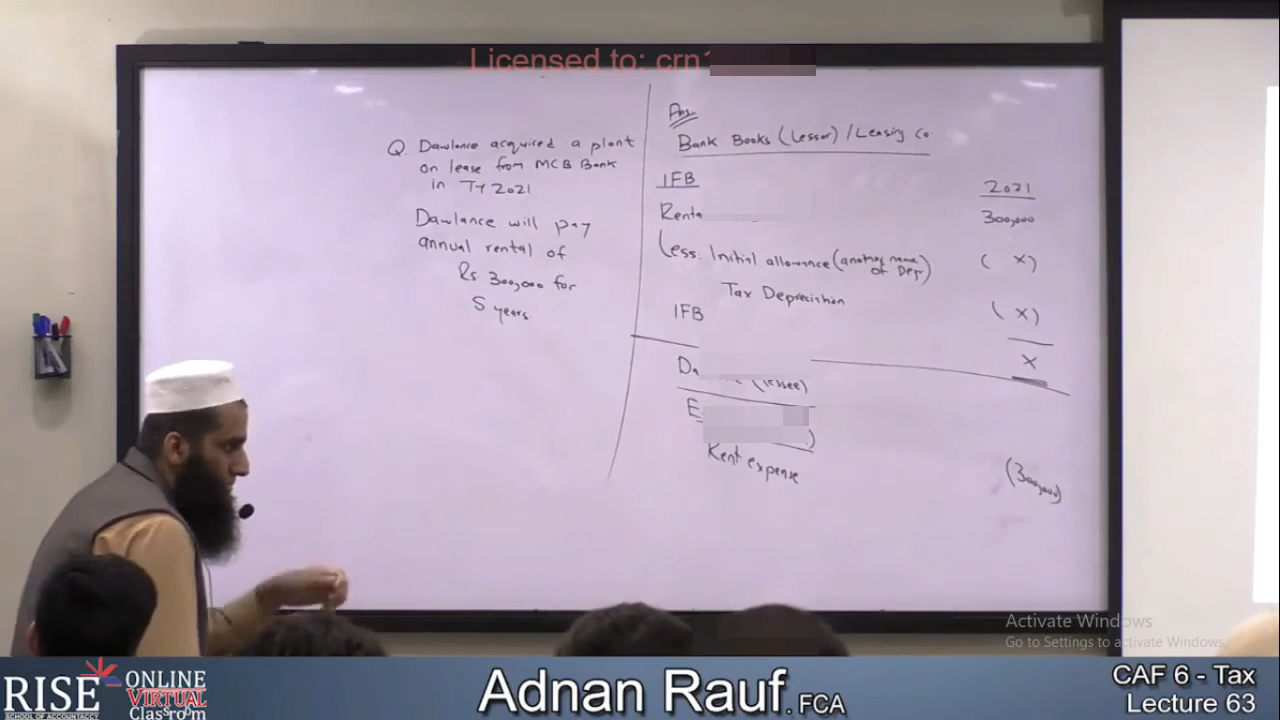 Licensed to: crn1
Q. Dawlance acquired a plant
on lease from MCB Bank
in TY 2021
Dawlance will pay
annual rental of
Rs. 300,000 for
5 years.
Ans.
Bank Books (Lessor) / Leasing Co.
IFB
2021
Renta
300,000
Less: Initial allowance (another name
of Dep)
( X )
Tax Depreciation
( X )
IFB
X
Da
(lessee)
E
)
Rent expense
(300,000)
Activate Windows
Go to Settings to activate Windows.
RISE
SCHOOL OF ACCOUNTANCY
ONLINE
VIRTUAL
Classroom
Adnan Rauf. FCA
CAF 6 - Tax
Lecture 63